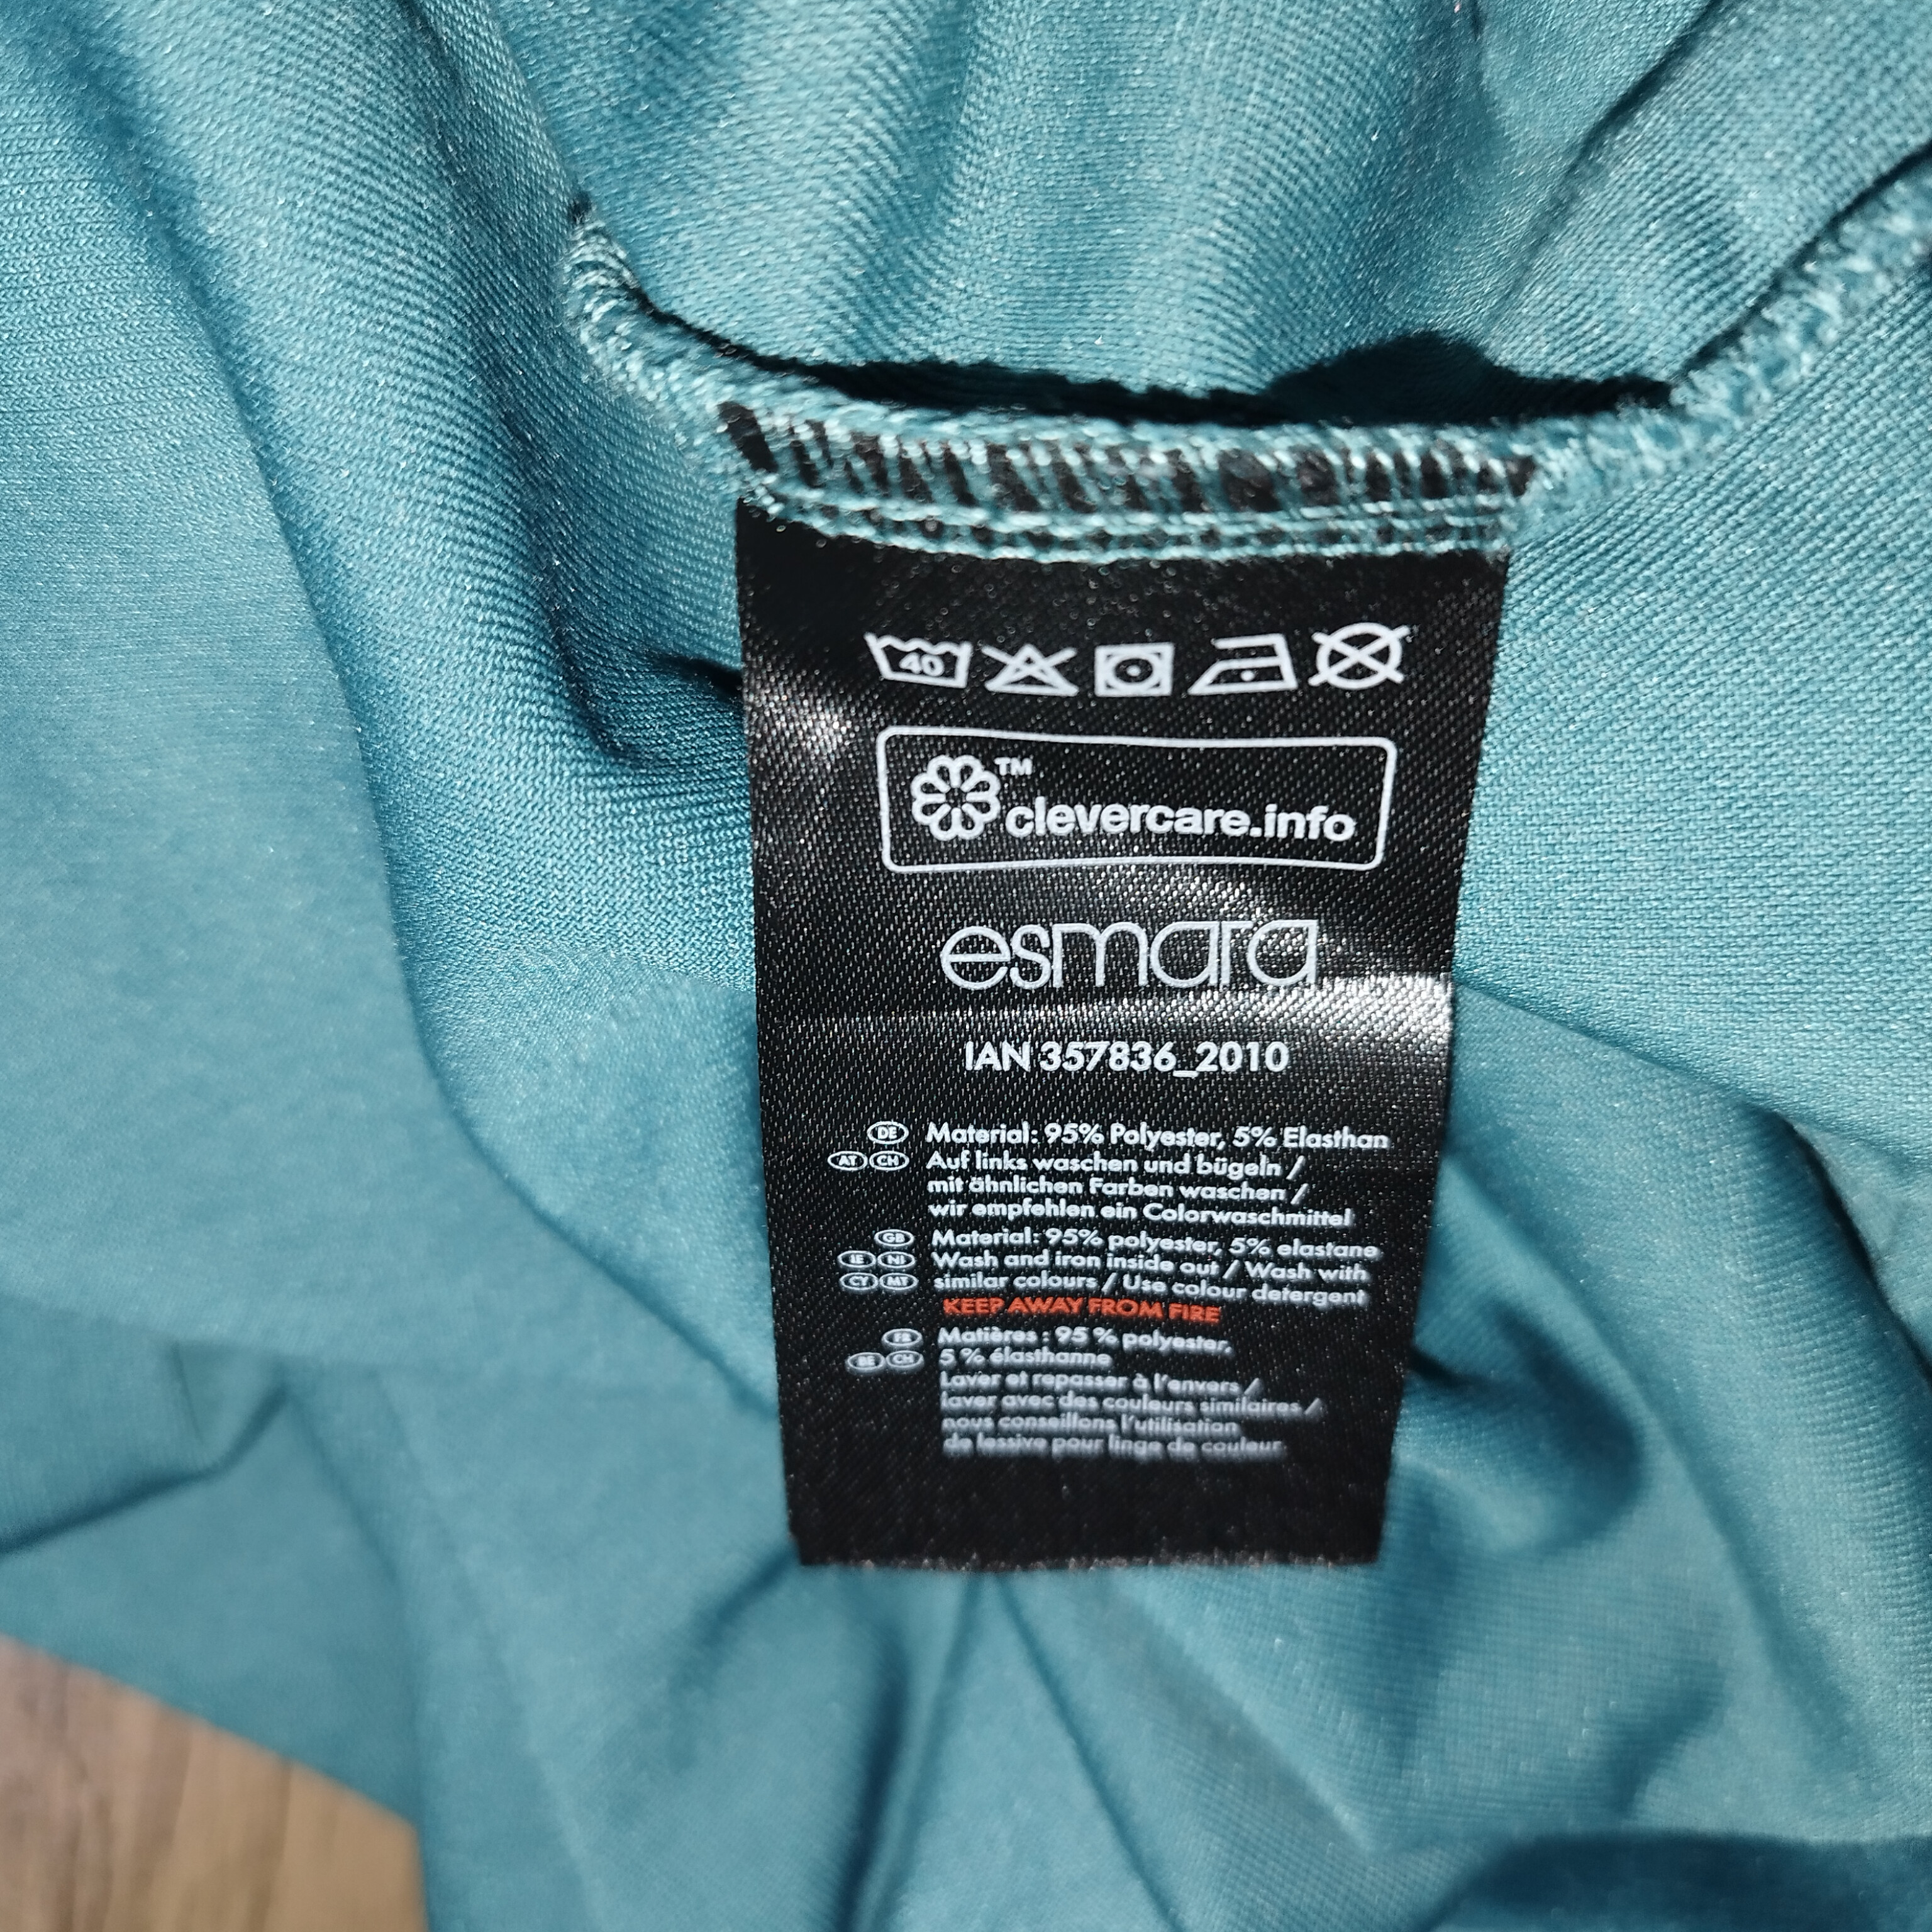 40
™
clevercare.info
esmara
IAN 357836_2010
DE Material: 95% Polyester, 5% Elasthan
AT CH Auf links waschen und bügeln /
mit ähnlichen Farben waschen /
wir empfehlen ein Colorwaschmittel
GB Material: 95% polyester, 5% elastane
IE NI Wash and iron inside out / Wash with
CY MT similar colours / Use colour detergent
KEEP AWAY FROM FIRE
FR Matières : 95 % polyester,
BE CH 5 % élasthanne
Laver et repasser à l'envers /
laver avec des couleurs similaires /
nous conseillons l'utilisation
de lessive pour linge de couleur